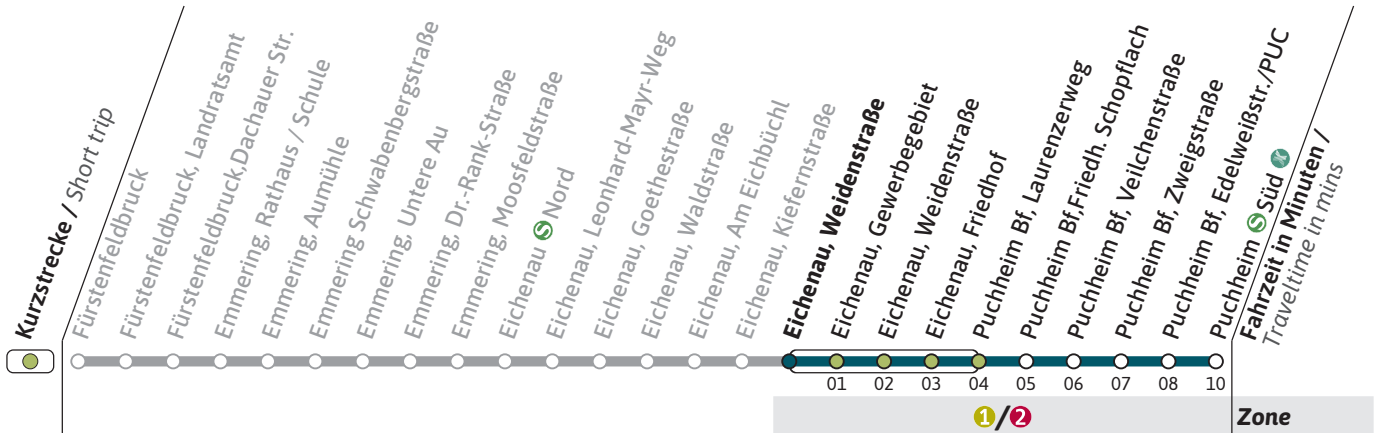 Kurzstrecke / Short trip
Fürstenfeldbruck
Fürstenfeldbruck, Landratsamt
Fürstenfeldbruck,Dachauer Str.
Emmering, Rathaus / Schule
Emmering, Aumühle
Emmering Schwabenbergstraße
Emmering, Untere Au
Emmering, Dr.-Rank-Straße
Emmering, Moosfeldstraße
Eichenau S Nord
Eichenau, Leonhard-Mayr-Weg
Eichenau, Goethestraße
Eichenau, Waldstraße
Eichenau, Am Eichbüchl
Eichenau, Kiefernstraße
Eichenau, Weidenstraße
Eichenau, Gewerbegebiet
Eichenau, Weidenstraße
Eichenau, Friedhof
Puchheim Bf, Laurenzerweg
Puchheim Bf,Friedh. Schopflach
Puchheim Bf, Veilchenstraße
Puchheim Bf, Zweigstraße
Puchheim Bf, Edelweißstr./PUC
Puchheim S Süd X
Fahrzeit in Minuten /
Traveltime in mins
01 02 03 04 05 06 07 08 10
1/2 Zone